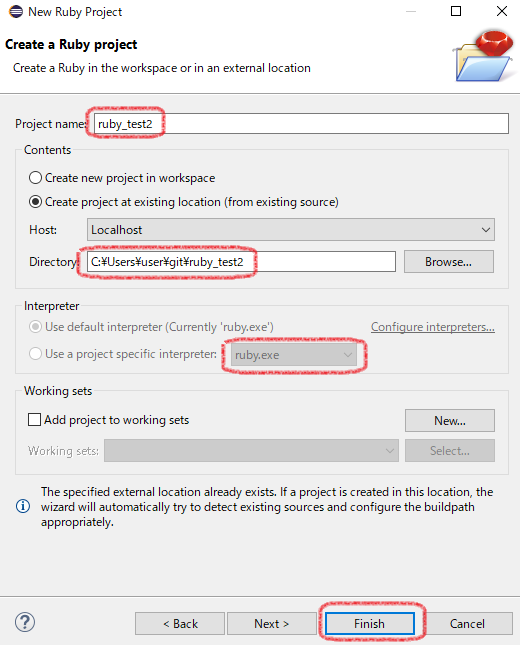 New Ruby Project
Create a Ruby project
Create a Ruby in the workspace or in an external location
Project name: ruby_test2
Contents
Create new project in workspace
Create project at existing location (from existing source)
Host: Localhost
Directory: C:¥Users¥user¥git¥ruby_test2 Browse...
Interpreter
Use default interpreter (Currently 'ruby.exe') Configure interpreters...
Use a project specific interpreter: ruby.exe
Working sets
Add project to working sets New...
Working sets: Select...
The specified external location already exists. If a project is created in this location, the
wizard will automatically try to detect existing sources and configure the buildpath
appropriately.
? < Back Next > Finish Cancel